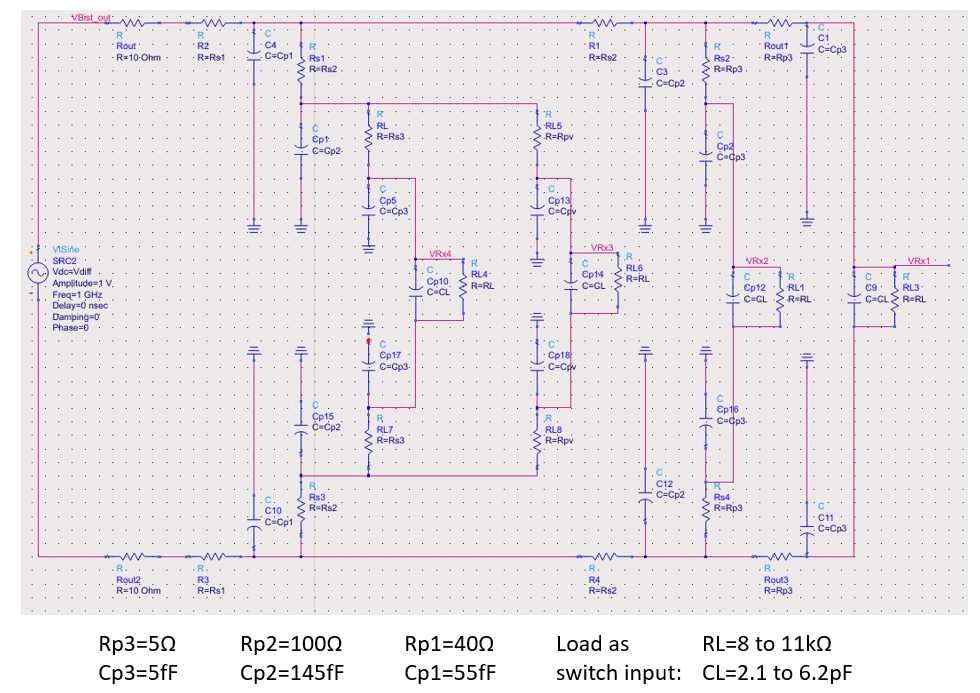 VBist_out
R
Rout
R=10 Ohm
R
R2
R=Rs1
C
C4
C=Cp1
R
Rs1
R=Rs2
R
R1
R=Rs2
C
C3
C=Cp2
R
Rs2
R=Rp3
R
Rout1
R=Rp3
C
C1
C=Cp3
C
Cp1
C=Cp2
R
RL
R=Rs3
R
RL5
R=Rpv
C
Cp2
C=Cp3
C
Cp5
C=Cp3
C
Cp13
C=Cpv
VtSine
SRC2
Vdc=Vdiff
Amplitude=1 V
Freq=1 GHz
Delay=0 nsec
Damping=0
Phase=0
+
-
VRx4
C
Cp10
C=CL
R
RL4
R=RL
VRx3
C
Cp14
C=CL
R
RL6
R=RL
VRx2
C
Cp12
C=CL
R
RL1
R=RL
VRx1
C
C9
C=CL
R
RL3
R=RL
C
Cp17
C=Cp3
C
Cp18
C=Cpv
C
Cp15
C=Cp2
R
RL7
R=Rs3
R
RL8
R=Rpv
C
Cp16
C=Cp3
C
C10
C=Cp1
R
Rs3
R=Rs2
C
C12
C=Cp2
R
Rs4
R=Rp3
C
C11
C=Cp3
R
Rout2
R=10 Ohm
R
R3
R=Rs1
R
R4
R=Rs2
R
Rout3
R=Rp3
Rp3=5Ω Rp2=100Ω Rp1=40Ω Load as RL=8 to 11kΩ
Cp3=5fF Cp2=145fF Cp1=55fF switch input: CL=2.1 to 6.2pF